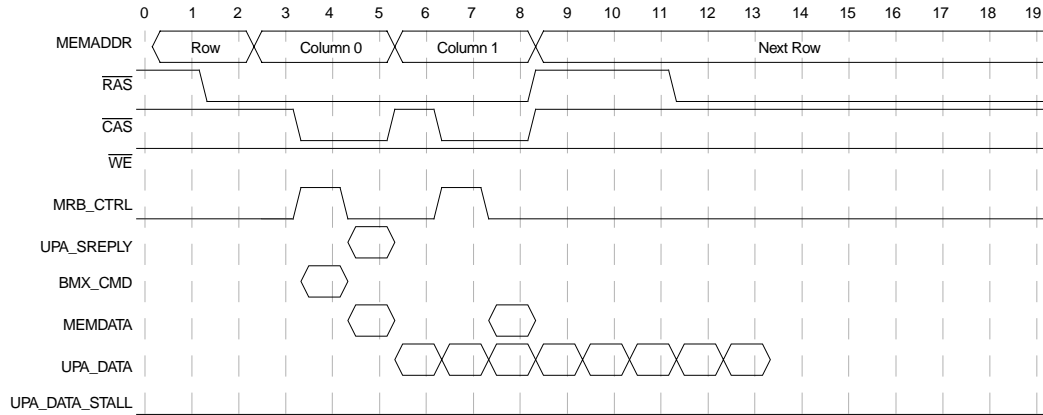 0 1 2 3 4 5 6 7 8 9 10 11 12 13 14 15 16 17 18 19
MEMADDR Row Column 0 Column 1 Next Row
RAS
CAS
WE
MRB_CTRL
UPA_SREPLY
BMX_CMD
MEMDATA
UPA_DATA
UPA_DATA_STALL